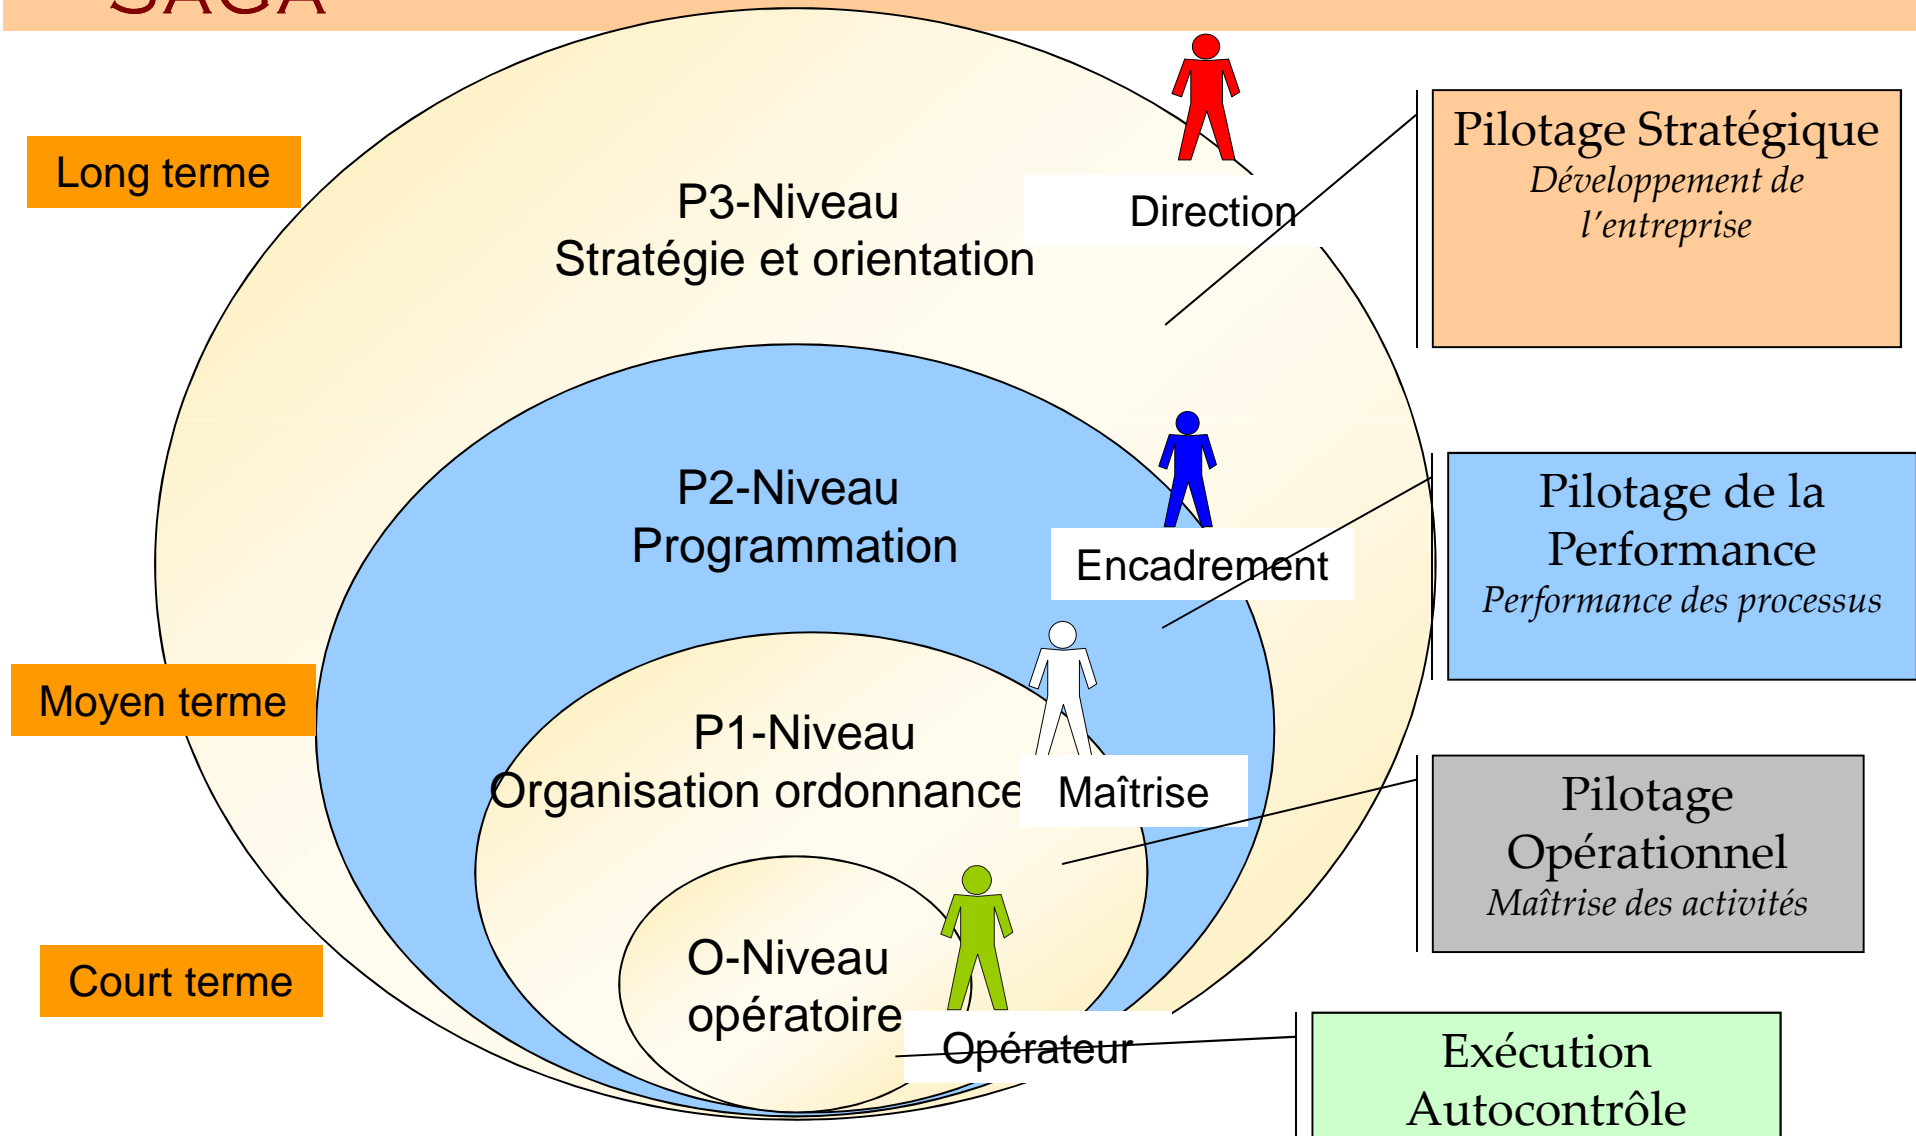 SAGA
Long terme
P3-Niveau
Stratégie et orientation
Direction
Pilotage Stratégique
Développement de
l'entreprise
P2-Niveau
Programmation
Encadrement
Pilotage de la
Performance
Performance des processus
Moyen terme
P1-Niveau
Organisation ordonnance
Maîtrise
Pilotage
Opérationnel
Maîtrise des activités
Court terme
O-Niveau
opératoire
Opérateur
Exécution
Autocontrôle